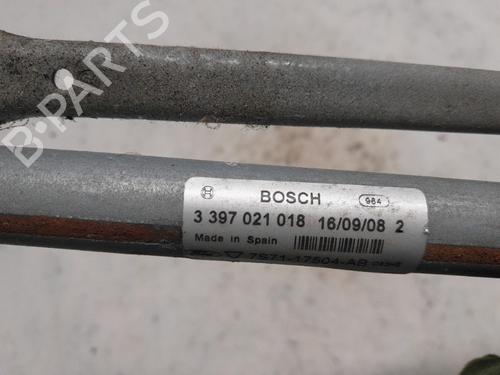 B-PARTS
BOSCH 984
3 397 021 018 16/09/08 2
Made in Spain
7S71-17504-AB